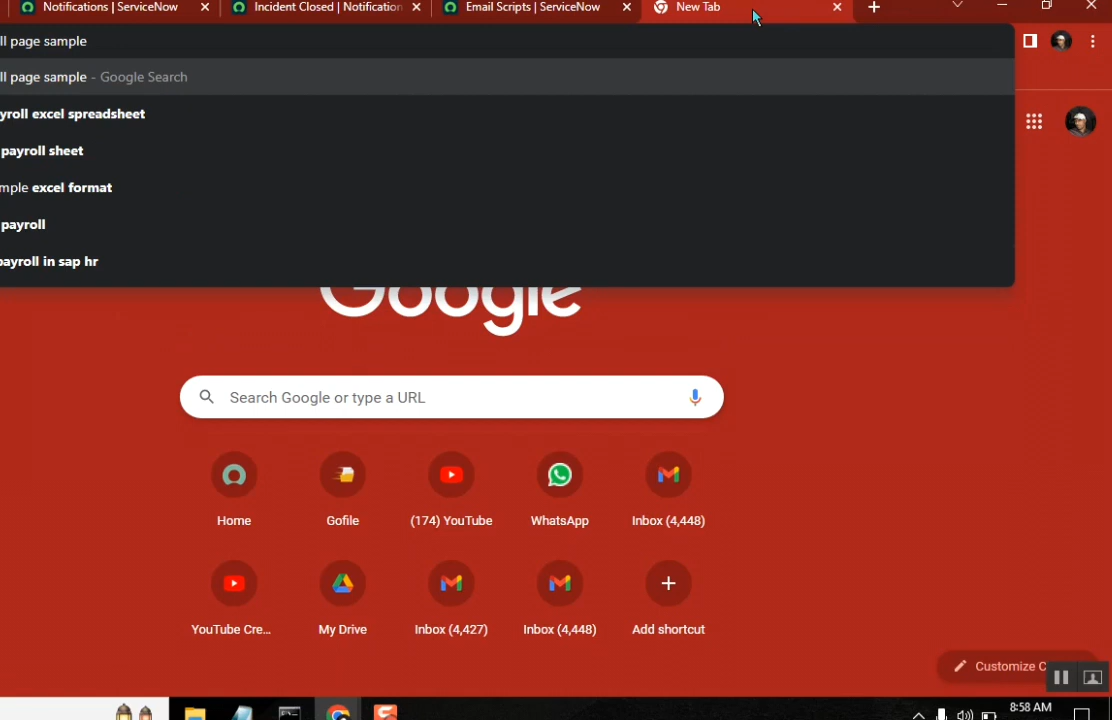 Notifications | ServiceNow
Incident Closed | Notification
Email Scripts | ServiceNow
New Tab
ll page sample
ll page sample - Google Search
yroll excel spreadsheet
payroll sheet
mple excel format
payroll
payroll in sap hr
Google
Search Google or type a URL
Home
Gofile
(174) YouTube
WhatsApp
Inbox (4,448)
YouTube Cre...
My Drive
Inbox (4,427)
Inbox (4,448)
Add shortcut
Customize C
8:58 AM